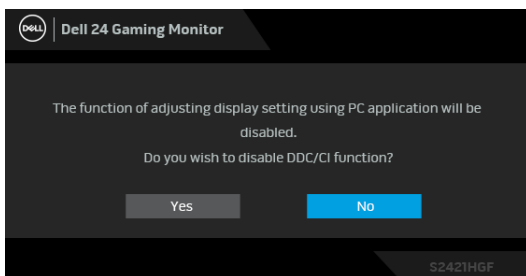 DELL
Dell 24 Gaming Monitor
The function of adjusting display setting using PC application will be
disabled.
Do you wish to disable DDC/CI function?
Yes No
S2421HGF